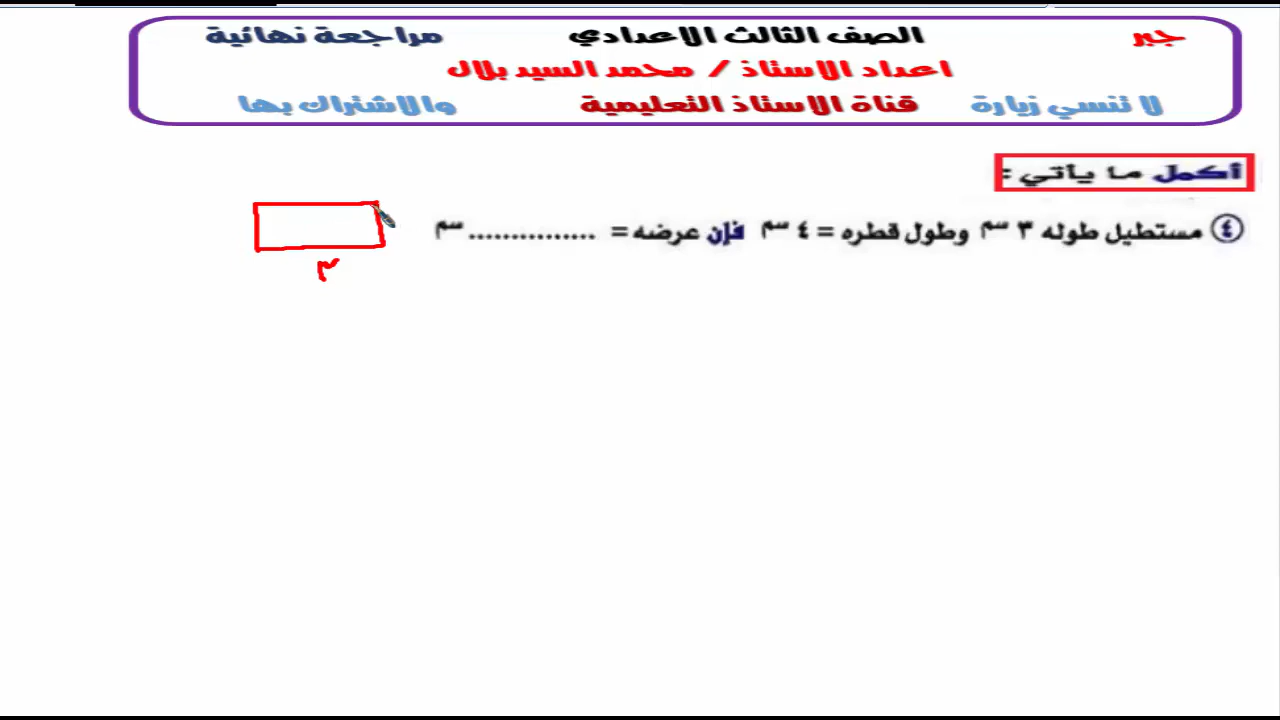 جبر الصف الثالث الاعدادي مراجعة نهائية
اعداد الاستاذ / محمد السيد بلال
لا تنسي زيارة قناة الاستاذ التعليمية والاشتراك بها
أكمل ما يأتي :
٤ مستطيل طوله ٣ سم وطول قطره = ٤ سم فإن عرضه = ............... سم
٣